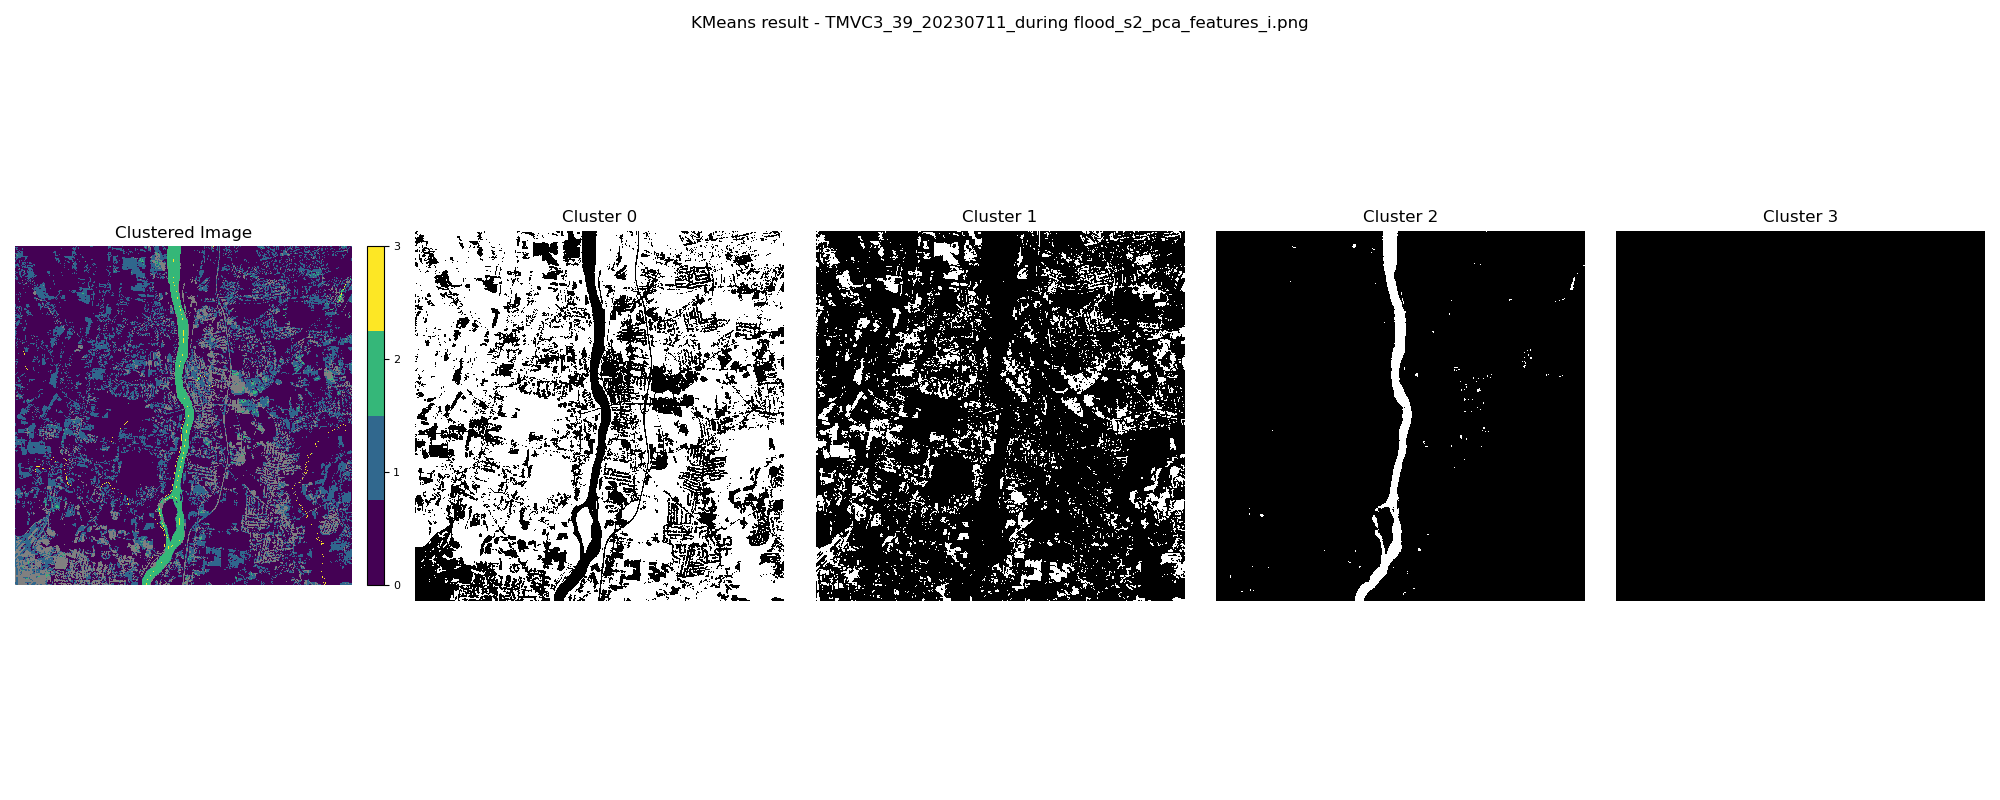 KMeans result - TMVC3_39_20230711_during flood_s2_pca_features_i.png
Clustered Image
3
2
1
0
Cluster 0
Cluster 1
Cluster 2
Cluster 3